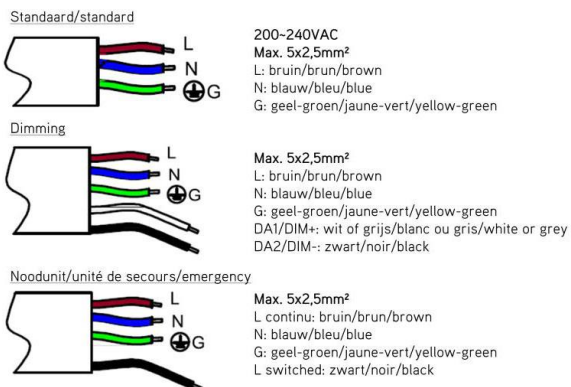 Standaard/standard
L
N
G
200~240VAC
Max. 5x2,5mm²
L: bruin/brun/brown
N: blauw/bleu/blue
G: geel-groen/jaune-vert/yellow-green
Dimming
L
N
G
Max. 5x2,5mm²
L: bruin/brun/brown
N: blauw/bleu/blue
G: geel-groen/jaune-vert/yellow-green
DA1/DIM+: wit of grijs/blanc ou gris/white or grey
DA2/DIM-: zwart/noir/black
Noodunit/unité de secours/emergency
L
N
G
Max. 5x2,5mm²
L continu: bruin/brun/brown
N: blauw/bleu/blue
G: geel-groen/jaune-vert/yellow-green
L switched: zwart/noir/black